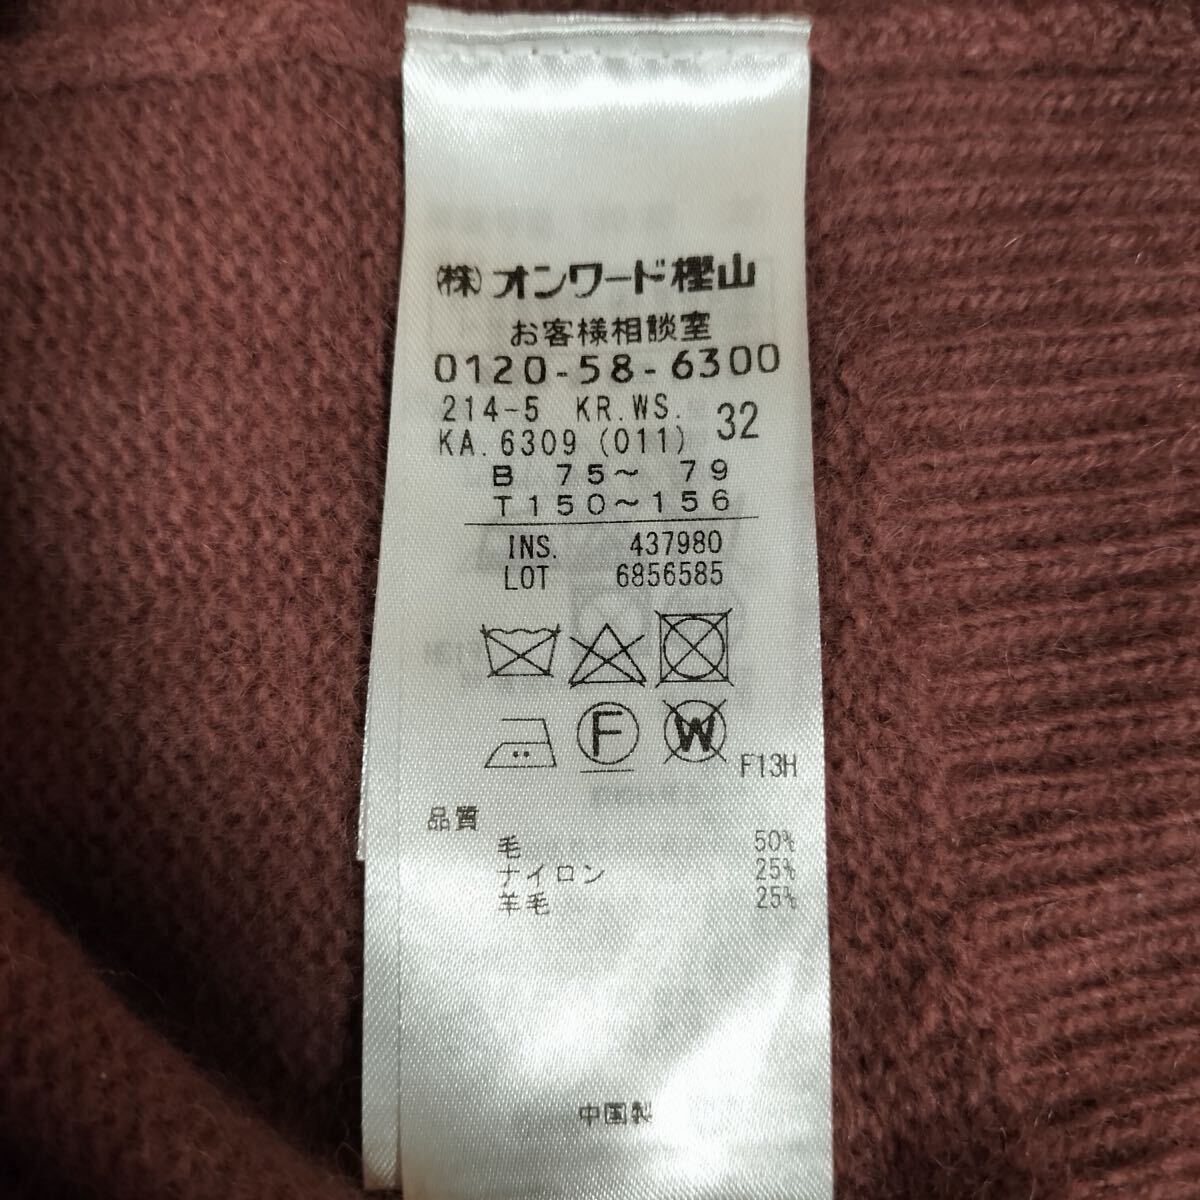 (株)オンワード樫山
お客様相談室
0120-58-6300
214-5 KR.WS. 32
KA.6309 (011)
B 75〜 79
T150〜156
INS. 437980
LOT 6856585
F
W
F13H
品質
毛 50%
ナイロン 25%
羊毛 25%
中国製